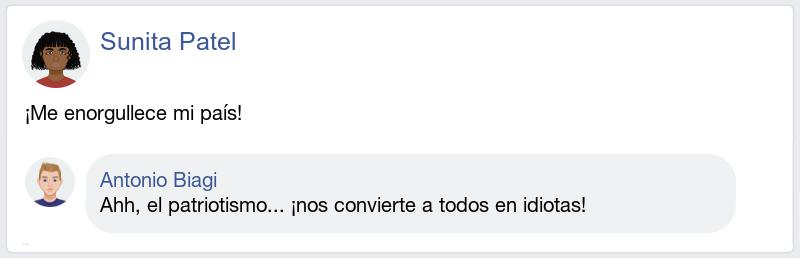 Sunita Patel
¡Me enorgullece mi país!
Antonio Biagi
Ahh, el patriotismo... ¡nos convierte a todos en idiotas!